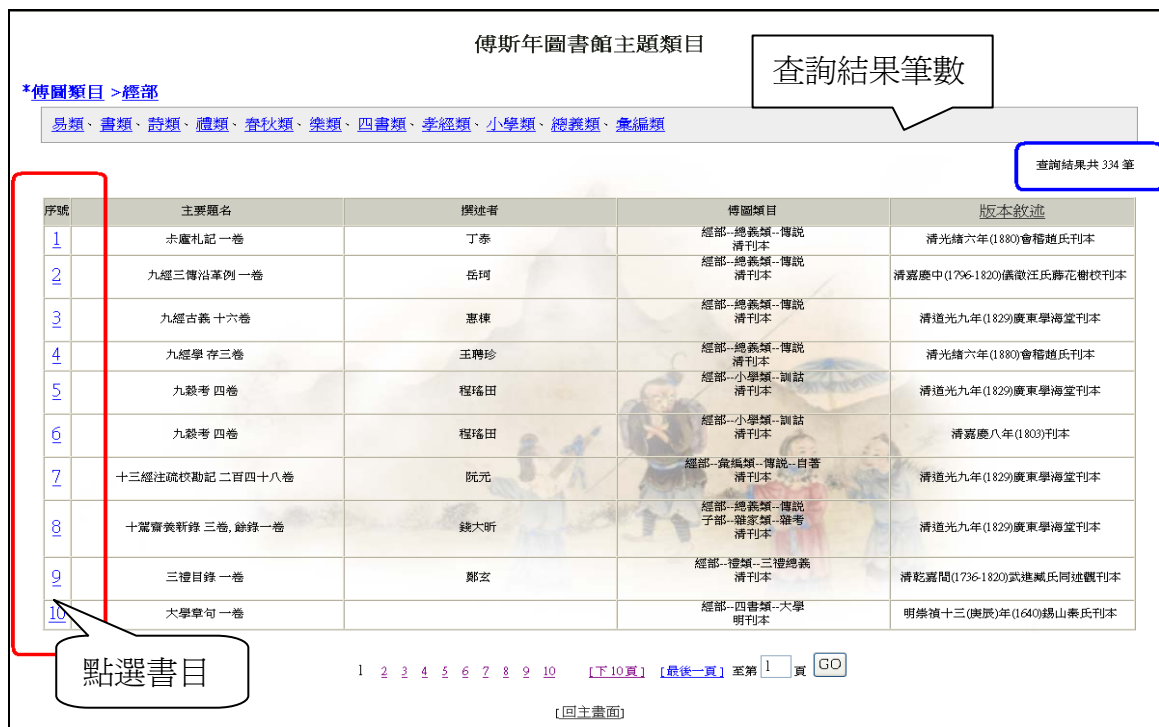 傅斯年圖書館主題類目
查詢結果筆數
*傅圖類目 >經部
易類、書類、詩類、禮類、春秋類、樂類、四書類、孝經類、小學類、總義類、彙編類
查詢結果共 334 筆
序號 主要題名 撰述者 傅圖類目 版本敘述
1 尗廬札記 一卷 丁泰 經部--總義類--傳說 清刊本 清光緒六年(1880)會稽趙氏刊本
2 九經三傳沿革例 一卷 岳珂 經部--總義類--傳說 清刊本 清嘉慶中(1796-1820)儀徵汪氏藤花榭校刊本
3 九經古義 十六卷 惠棟 經部--總義類--傳說 清刊本 清道光九年(1829)廣東學海堂刊本
4 九經學 存三卷 王聘珍 經部--總義類--傳說 清刊本 清光緒六年(1880)會稽趙氏刊本
5 九穀考 四卷 程瑤田 經部--小學類--訓詁 清刊本 清道光九年(1829)廣東學海堂刊本
6 九穀考 四卷 程瑤田 經部--小學類--訓詁 清刊本 清嘉慶八年(1803)刊本
7 十三經注疏校勘記 二百四十八卷 阮元 經部--彙編類--傳說--自著 清刊本 清道光九年(1829)廣東學海堂刊本
8 十駕齋養新錄 三卷, 餘錄一卷 錢大昕 經部--總義類--傳說 子部--雜家類--雜考 清刊本 清道光九年(1829)廣東學海堂刊本
9 三禮目錄 一卷 鄭玄 經部--禮類--三禮總義 清刊本 清乾嘉間(1736-1820)武進臧氏同述觀刊本
10 大學章句 一卷 經部--四書類--大學 明刊本 明崇禎十三(庚辰)年(1640)錫山秦氏刊本
點選書目
1 2 3 4 5 6 7 8 9 10 [下10頁] [最後一頁] 至第 1 頁 GO
[回主畫面]